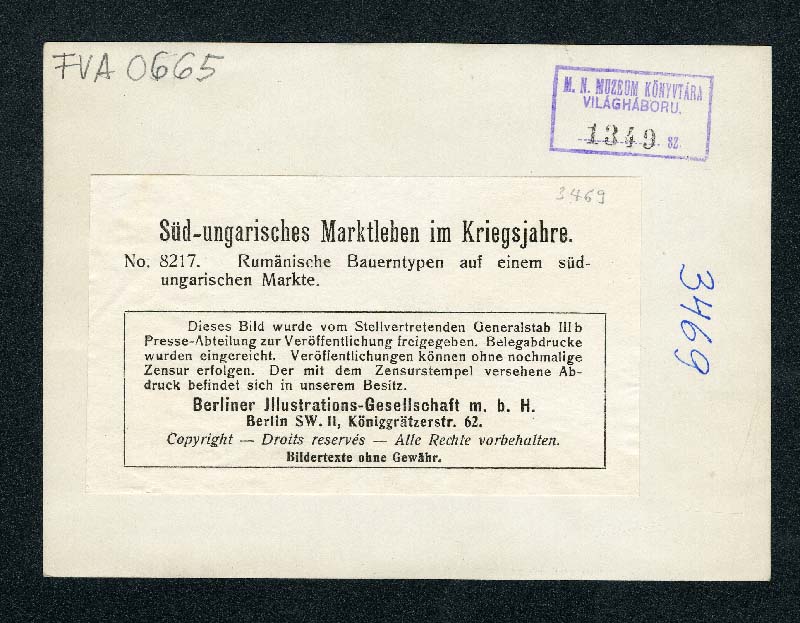 FVA 0665
M. N. MUZEUM KÖNYVTÁRA
VILÁGHÁBORU.
1349 SZ.
3469
Süd-ungarisches Marktleben im Kriegsjahre.
No. 8217. Rumänische Bauerntypen auf einem süd-
ungarischen Markte.
Dieses Bild wurde vom Stellvertretenden Generalstab IIIb
Presse-Abteilung zur Veröffentlichung freigegeben. Belegabdrucke
wurden eingereicht. Veröffentlichungen können ohne nochmalige
Zensur erfolgen. Der mit dem Zensurstempel versehene Ab-
druck befindet sich in unserem Besitz.
Berliner Jllustrations-Gesellschaft m. b. H.
Berlin SW. II, Königgrätzerstr. 62.
Copyright — Droits reservés — Alle Rechte vorbehalten.
Bildertexte ohne Gewähr.
3469